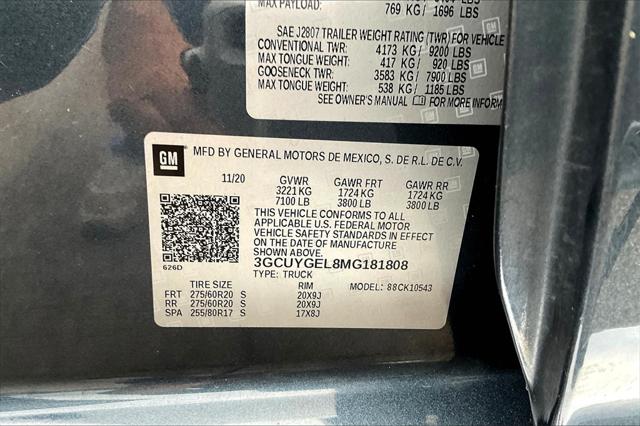 MAX PAYLOAD:
769 KG/ 1696 LBS
SAE J2807 TRAILER WEIGHT RATING (TWR) FOR VEHICLE
CONVENTIONAL TWR: 4173 KG/ 9200 LBS
MAX TONGUE WEIGHT: 417 KG/ 920 LBS
GOOSENECK TWR: 3583 KG/ 7900 LBS
MAX TONGUE WEIGHT: 538 KG/ 1185 LBS
SEE OWNER'S MANUAL FOR MORE INFORM
GM MFD BY GENERAL MOTORS DE MEXICO, S. DE R.L. DE C.V.
11/20 GVWR GAWR FRT GAWR RR
3221 KG 1724 KG 1724 KG
7100 LB 3800 LB 3800 LB
THIS VEHICLE CONFORMS TO ALL
APPLICABLE U.S. FEDERAL MOTOR
VEHICLE SAFETY STANDARDS IN EFFECT
ON THE DATE OF MANUFACTURE
SHOWN ABOVE.
3GCUYGEL8MG181808
626D
TYPE: TRUCK
TIRE SIZE RIM MODEL: 88CK10543
FRT 275/60R20 S 20X9J
RR 275/60R20 S 20X9J
SPA 255/80R17 S 17X8J